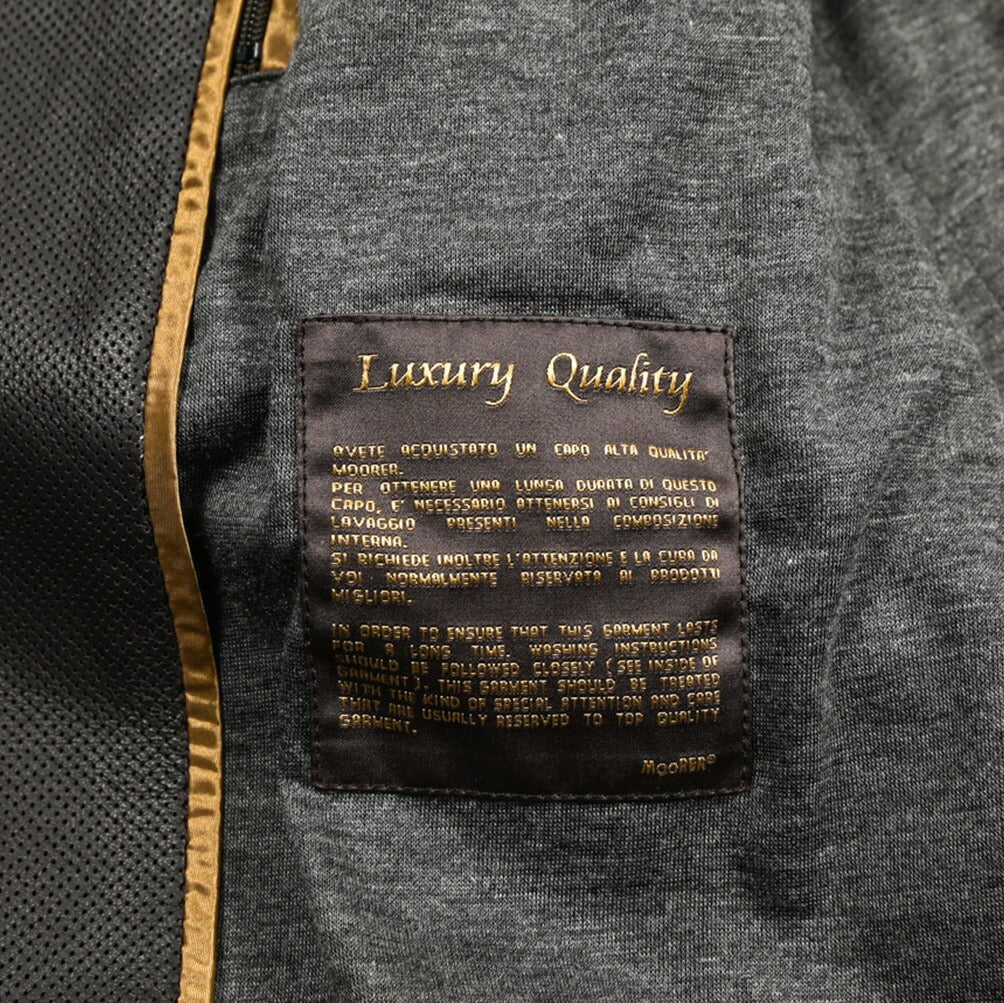 Luxury Quality
AVETE ACQUISTATO UN CAPO ALTA QUALITA'
MOORER.
PER OTTENERE UNA LUNGA DURATA DI QUESTO
CAPO, E' NECESSARIO ATTENERSI AI CONSIGLI DI
LAVAGGIO PRESENTI NELLA COMPOSIZIONE
INTERNA.
SI RICHIEDE INOLTRE L'ATTENZIONE E LA CURA DA
VOI NORMALMENTE RISERVATA AI PRODOTTI
MIGLIORI.
IN ORDER TO ENSURE THAT THIS GARMENT LASTS
FOR A LONG TIME, WASHING INSTRUCTIONS
SHOULD BE FOLLOWED CLOSELY (SEE INSIDE OF
GARMENT), THIS GARMENT SHOULD BE TREATED
WITH THE KIND OF SPECIAL ATTENTION AND CARE
THAT ARE USUALLY RESERVED TO TOP QUALITY
GARMENT.
MOORER®